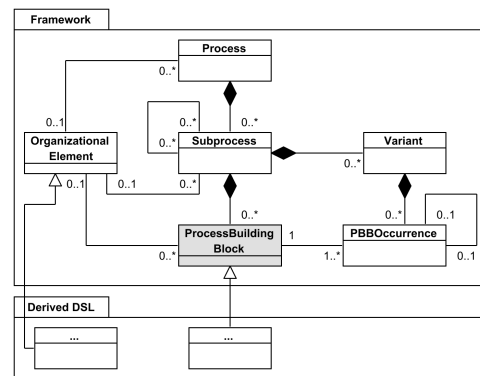 Framework
Process
0..*
0..1
0..*
0..*
Organizational
Element
Subprocess
Variant
0..*
0..*
0..1
0..1
0..*
0..*
0..*
0..1
ProcessBuilding
Block
1
PBBOccurrence
0..*
1..*
0..1
Derived DSL
...
...